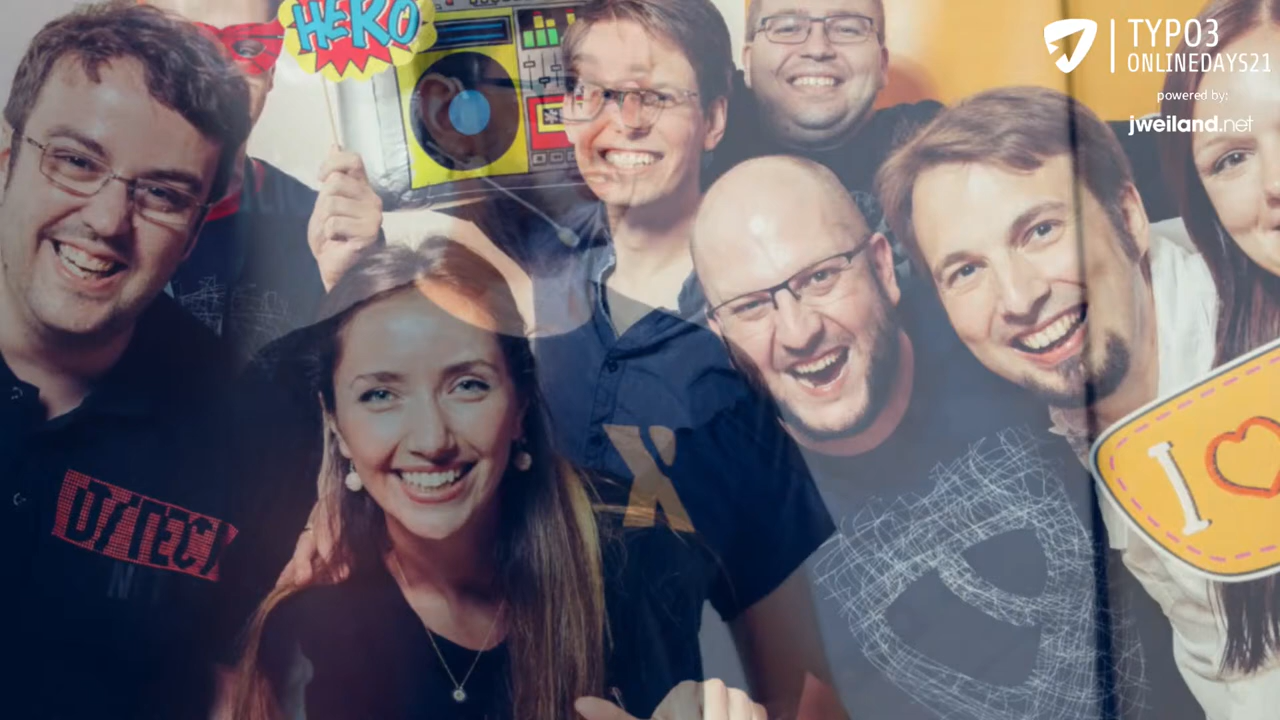 HERO
TYPO3
ONLINEDAYS21
powered by:
jweiland.net
I